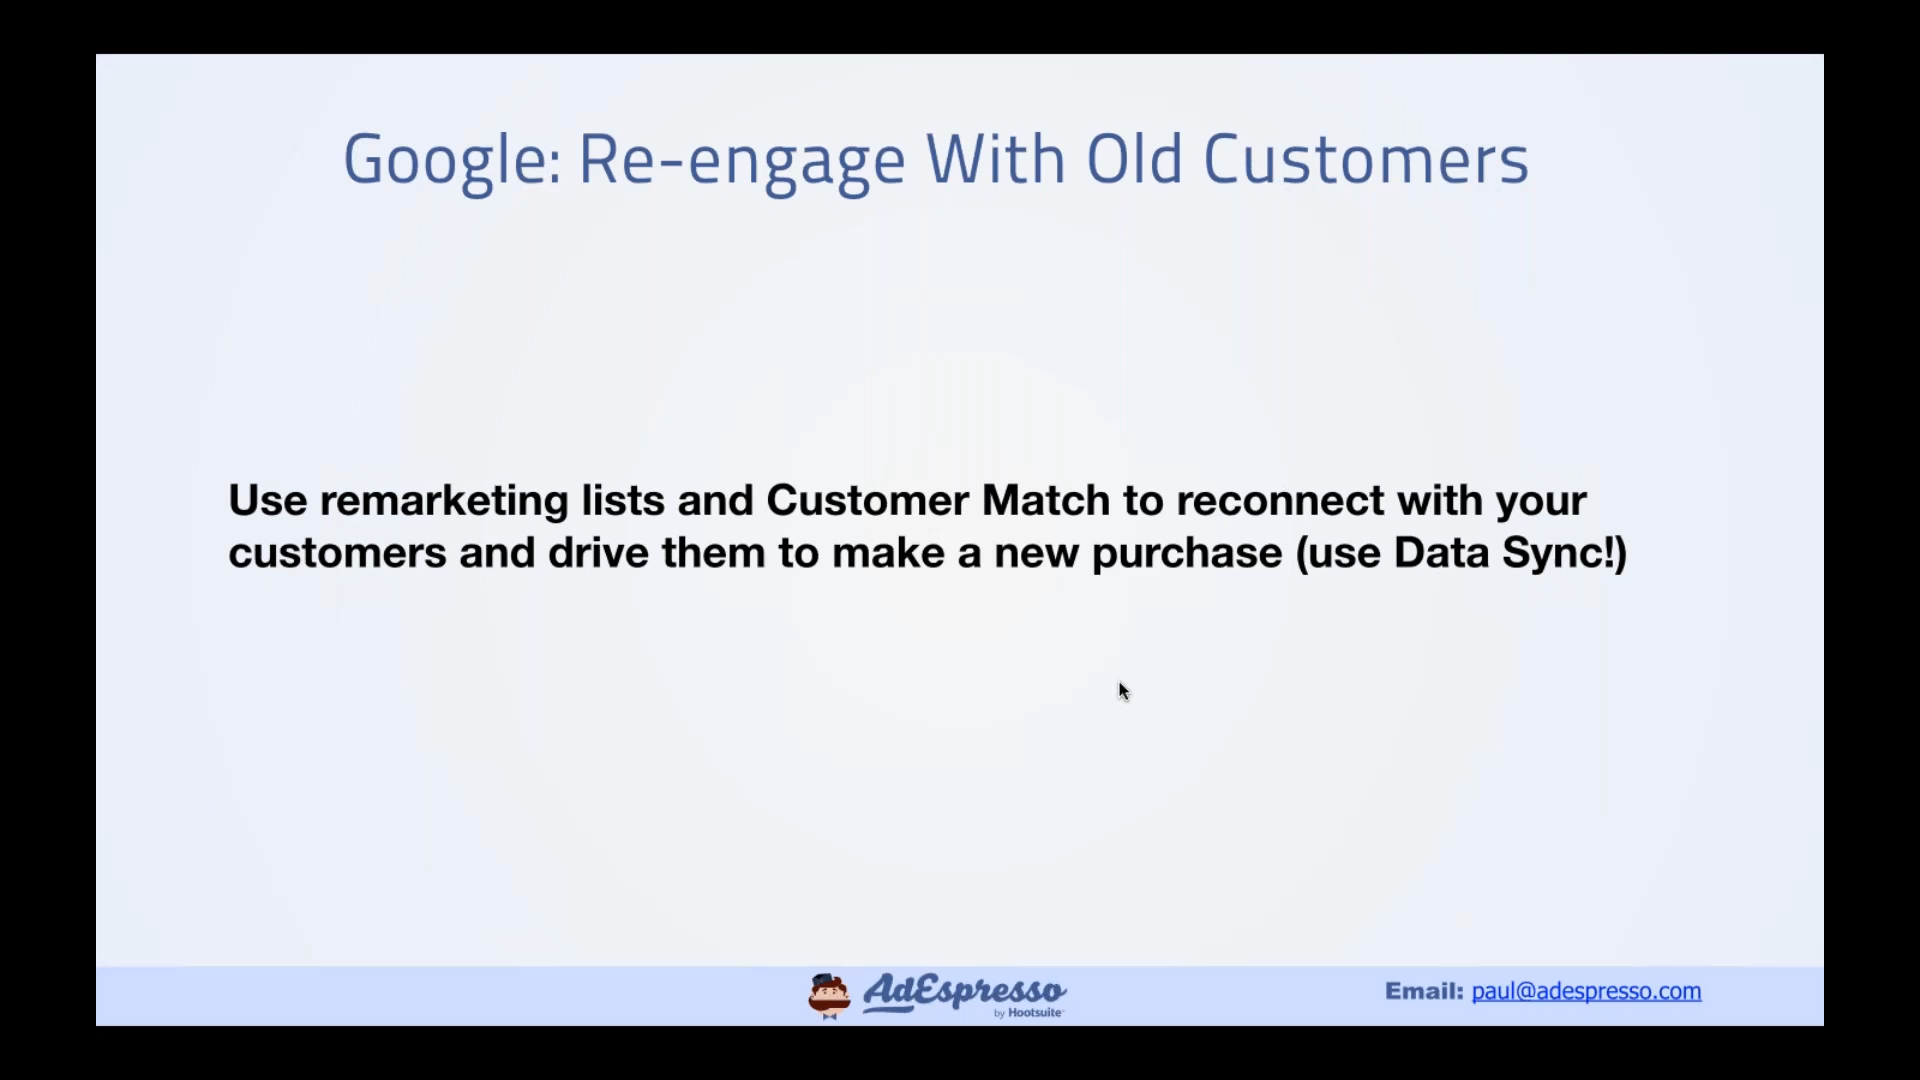 Google: Re-engage With Old Customers
Use remarketing lists and Customer Match to reconnect with your
customers and drive them to make a new purchase (use Data Sync!)
AdEspresso
by Hootsuite
Email: paul@adespresso.com